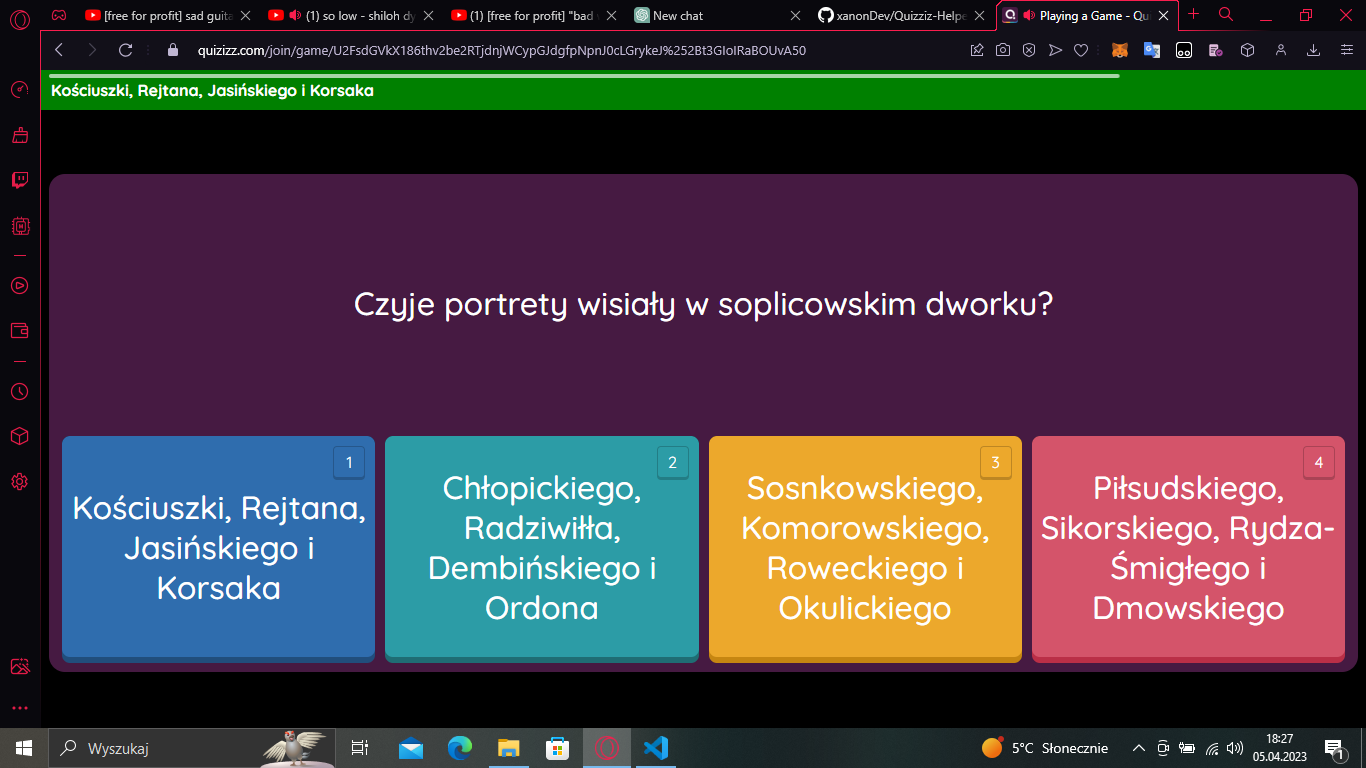 [free for profit] sad guita
(1) so low - shiloh dy
(1) [free for profit] "bad
New chat
xanonDev/Quizziz-Helpe
Playing a Game - Qui
quizizz.com/join/game/U2FsdGVkX186thv2be2RTjdnjWCypGJdgfpNpnJ0cLGrykeJ%252Bt3GIoIRaBOUvA50
Kościuszki, Rejtana, Jasińskiego i Korsaka
Czyje portrety wisiały w soplicowskim dworku?
1
Kościuszki, Rejtana,
Jasińskiego i
Korsaka
2
Chłopickiego,
Radziwiłła,
Dembińskiego i
Ordona
3
Sosnkowskiego,
Komorowskiego,
Roweckiego i
Okulickiego
4
Piłsudskiego,
Sikorskiego, Rydza-
Śmigłego i
Dmowskiego
Wyszukaj
5°C Słonecznie
18:27
05.04.2023
1